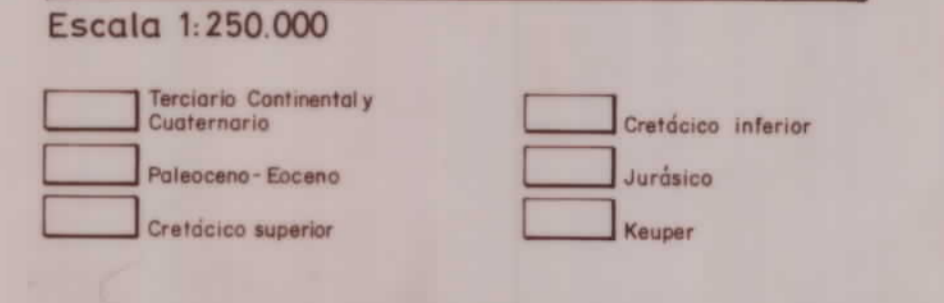 Escala 1:250.000
Terciario Continental y
Cuaternario
Paleoceno-Eoceno
Cretácico superior
Cretácico inferior
Jurásico
Keuper